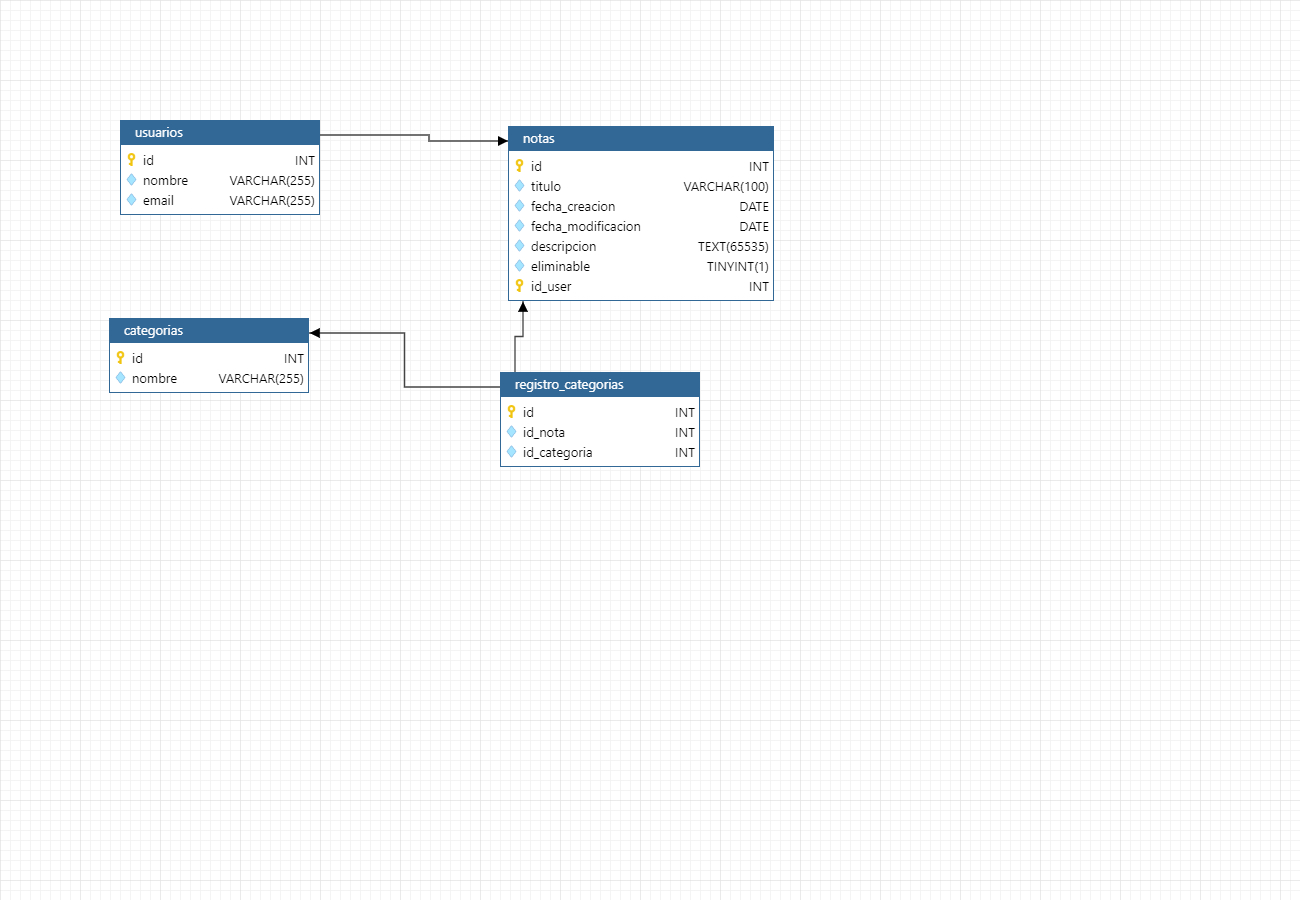 usuarios
id INT
nombre VARCHAR(255)
email VARCHAR(255)
notas
id INT
titulo VARCHAR(100)
fecha_creacion DATE
fecha_modificacion DATE
descripcion TEXT(65535)
eliminable TINYINT(1)
id_user INT
categorias
id INT
nombre VARCHAR(255)
registro_categorias
id INT
id_nota INT
id_categoria INT